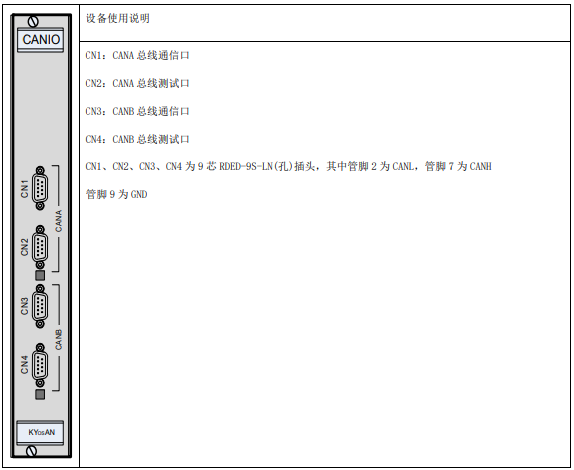 CANIO
CN1
CN2
CANA
CN3
CN4
CANB
KYOSAN
设备使用说明
CN1：CANA 总线通信口
CN2：CANA 总线测试口
CN3：CANB 总线通信口
CN4：CANB 总线测试口
CN1、CN2、CN3、CN4 为 9 芯 RDED-9S-LN(孔)插头，其中管脚 2 为 CANL，管脚 7 为 CANH
管脚 9 为 GND